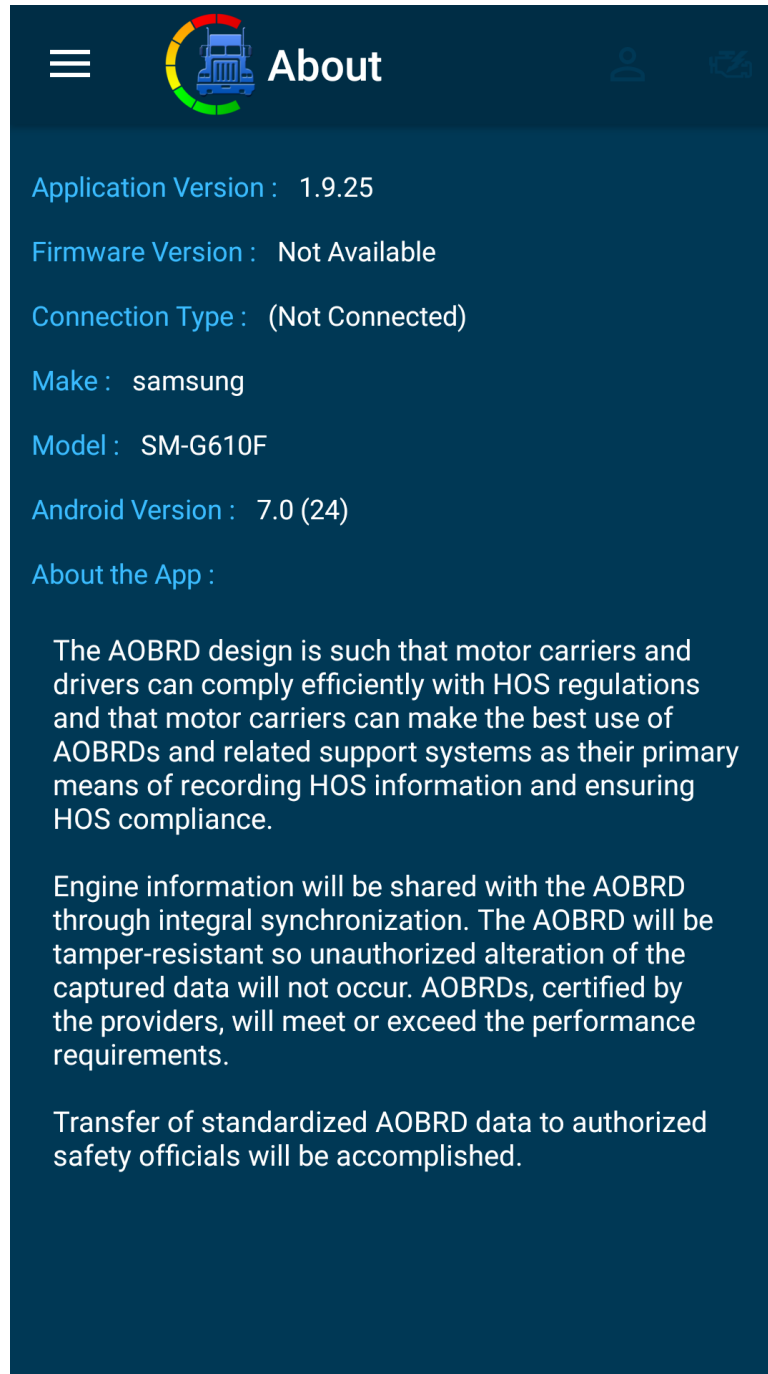 About
Application Version :   1.9.25
Firmware Version :   Not Available
Connection Type :   (Not Connected)
Make :   samsung
Model :   SM-G610F
Android Version :   7.0 (24)
About the App :
The AOBRD design is such that motor carriers and
drivers can comply efficiently with HOS regulations
and that motor carriers can make the best use of
AOBRDs and related support systems as their primary
means of recording HOS information and ensuring
HOS compliance.
Engine information will be shared with the AOBRD
through integral synchronization. The AOBRD will be
tamper-resistant so unauthorized alteration of the
captured data will not occur. AOBRDs, certified by
the providers, will meet or exceed the performance
requirements.
Transfer of standardized AOBRD data to authorized
safety officials will be accomplished.